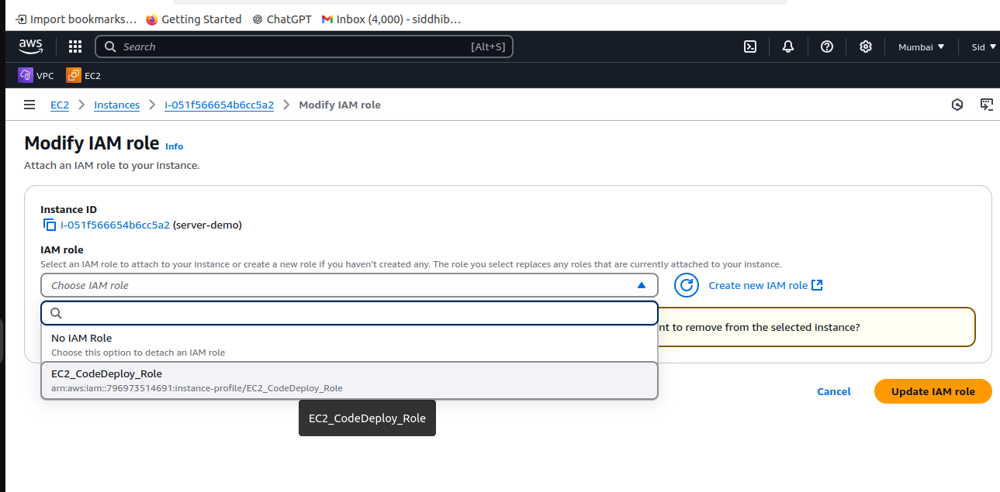 Import bookmarks... Getting Started ChatGPT Inbox (4,000) - siddhib...
aws Search [Alt+S] Mumbai Sid
VPC EC2
EC2 Instances i-051f566654b6cc5a2 Modify IAM role
Modify IAM role Info
Attach an IAM role to your instance.
Instance ID
i-051f566654b6cc5a2 (server-demo)
IAM role
Select an IAM role to attach to your instance or create a new role if you haven't created any. The role you select replaces any roles that are currently attached to your instance.
Choose IAM role Create new IAM role
nt to remove from the selected instance?
No IAM Role
Choose this option to detach an IAM role
EC2_CodeDeploy_Role
arn:aws:iam::796973514691:instance-profile/EC2_CodeDeploy_Role
Cancel Update IAM role
EC2_CodeDeploy_Role